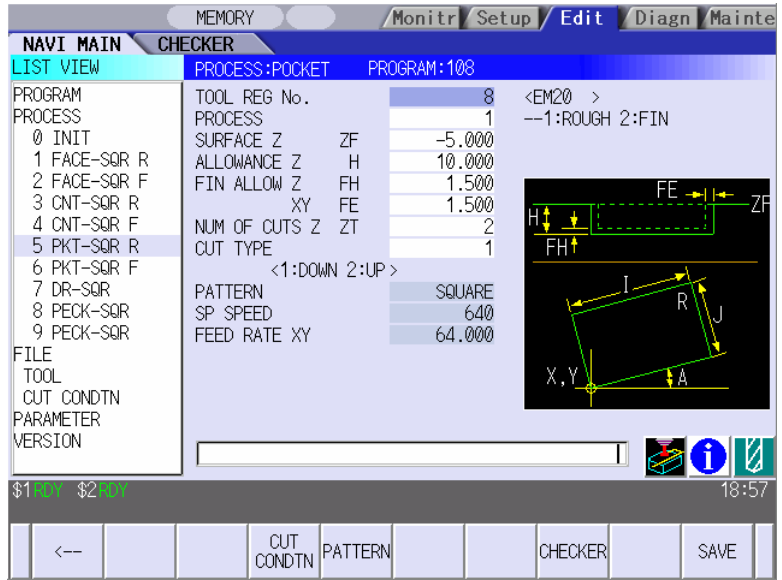 MEMORY Monitr Setup Edit Diagn Mainte
NAVI MAIN CHECKER
LIST VIEW
PROGRAM
PROCESS
0 INIT
1 FACE-SQR R
2 FACE-SQR F
3 CNT-SQR R
4 CNT-SQR F
5 PKT-SQR R
6 PKT-SQR F
7 DR-SQR
8 PECK-SQR
9 PECK-SQR
FILE
TOOL
CUT CONDTN
PARAMETER
VERSION
PROCESS:POCKET PROGRAM:108
TOOL REG No. 8 <EM20 >
PROCESS 1 --1:ROUGH 2:FIN
SURFACE Z ZF -5.000
ALLOWANCE Z H 10.000
FIN ALLOW Z FH 1.500
XY FE 1.500
NUM OF CUTS Z ZT 2
CUT TYPE 1
<1:DOWN 2:UP>
PATTERN SQUARE
SP SPEED 640
FEED RATE XY 64.000
FE
ZF
H
FH
I
R
J
X,Y
A
i
$1 RDY $2 RDY 18:57
<-- CUT CONDTN PATTERN CHECKER SAVE